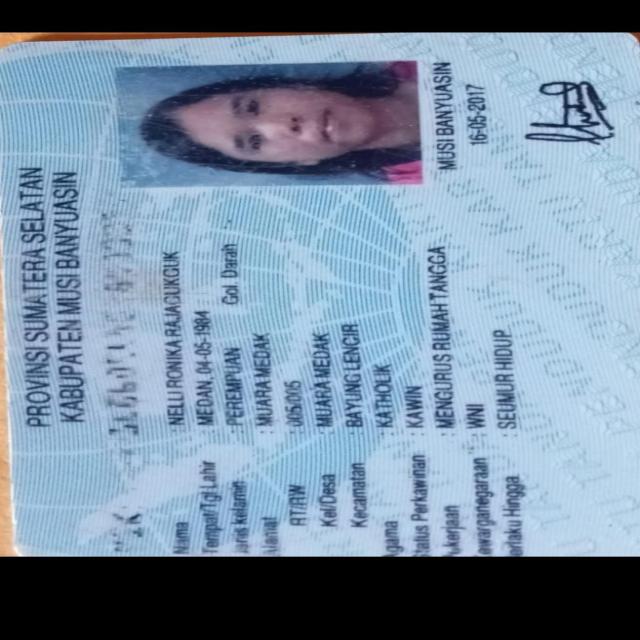 PROVINSI SUMATERA SELATAN
KABUPATEN MUSI BANYUASIN
NIK
Nama : NELLI RONIKA RAJAGUKGUK
Tempat/Tgl Lahir : MEDAN, 04-05-1984
Jenis kelamin : PEREMPUAN Gol. Darah
Alamat : MUARA MEDAK
RT/RW : 005/005
Kel/Desa : MUARA MEDAK
Kecamatan : BAYUNG LENCIR
Agama : KATHOLIK
Status Perkawinan : KAWIN
Pekerjaan : MENGURUS RUMAH TANGGA
Kewarganegaraan : WNI
Berlaku Hingga : SEUMUR HIDUP
MUSI BANYUASIN
16-05-2017